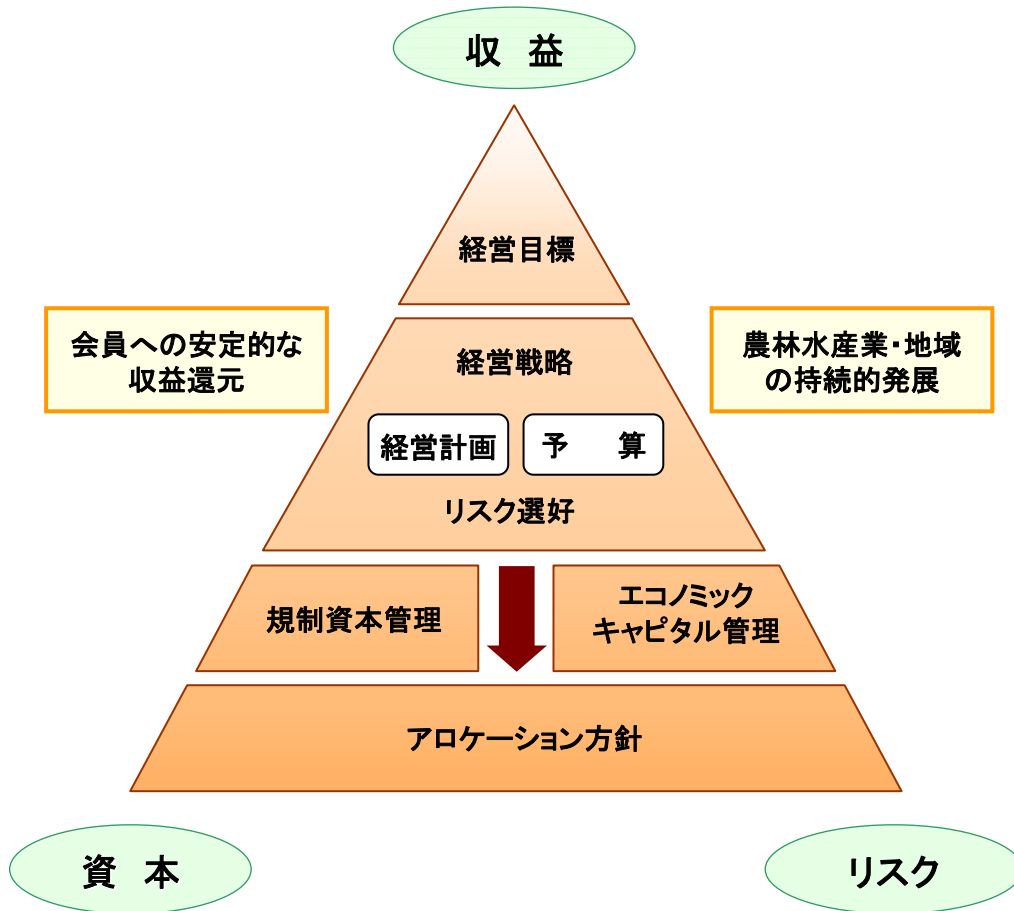 収　益
経営目標
会員への安定的な
収益還元
農林水産業・地域
の持続的発展
経営戦略
経営計画
予　　算
リスク選好
規制資本管理
エコノミック
キャピタル管理
アロケーション方針
資　本
リスク